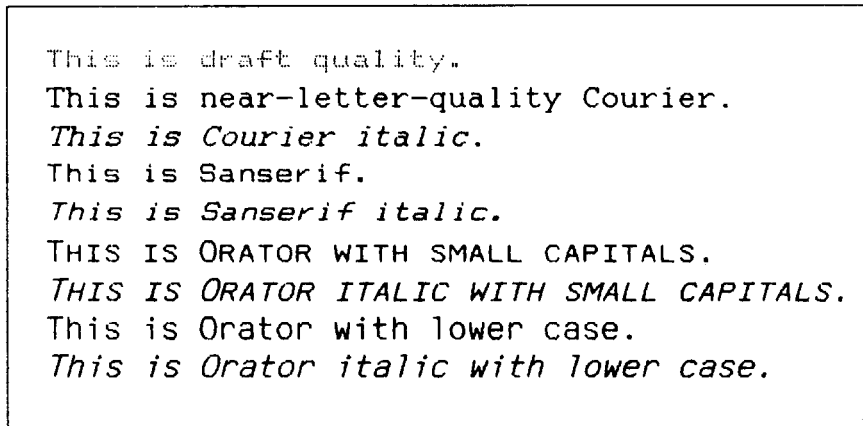 This is draft quality.
This is near-letter-quality Courier.
This is Courier italic.
This is Sanserif.
This is Sanserif italic.
THIS IS ORATOR WITH SMALL CAPITALS.
THIS IS ORATOR ITALIC WITH SMALL CAPITALS.
This is Orator with lower case.
This is Orator italic with lower case.